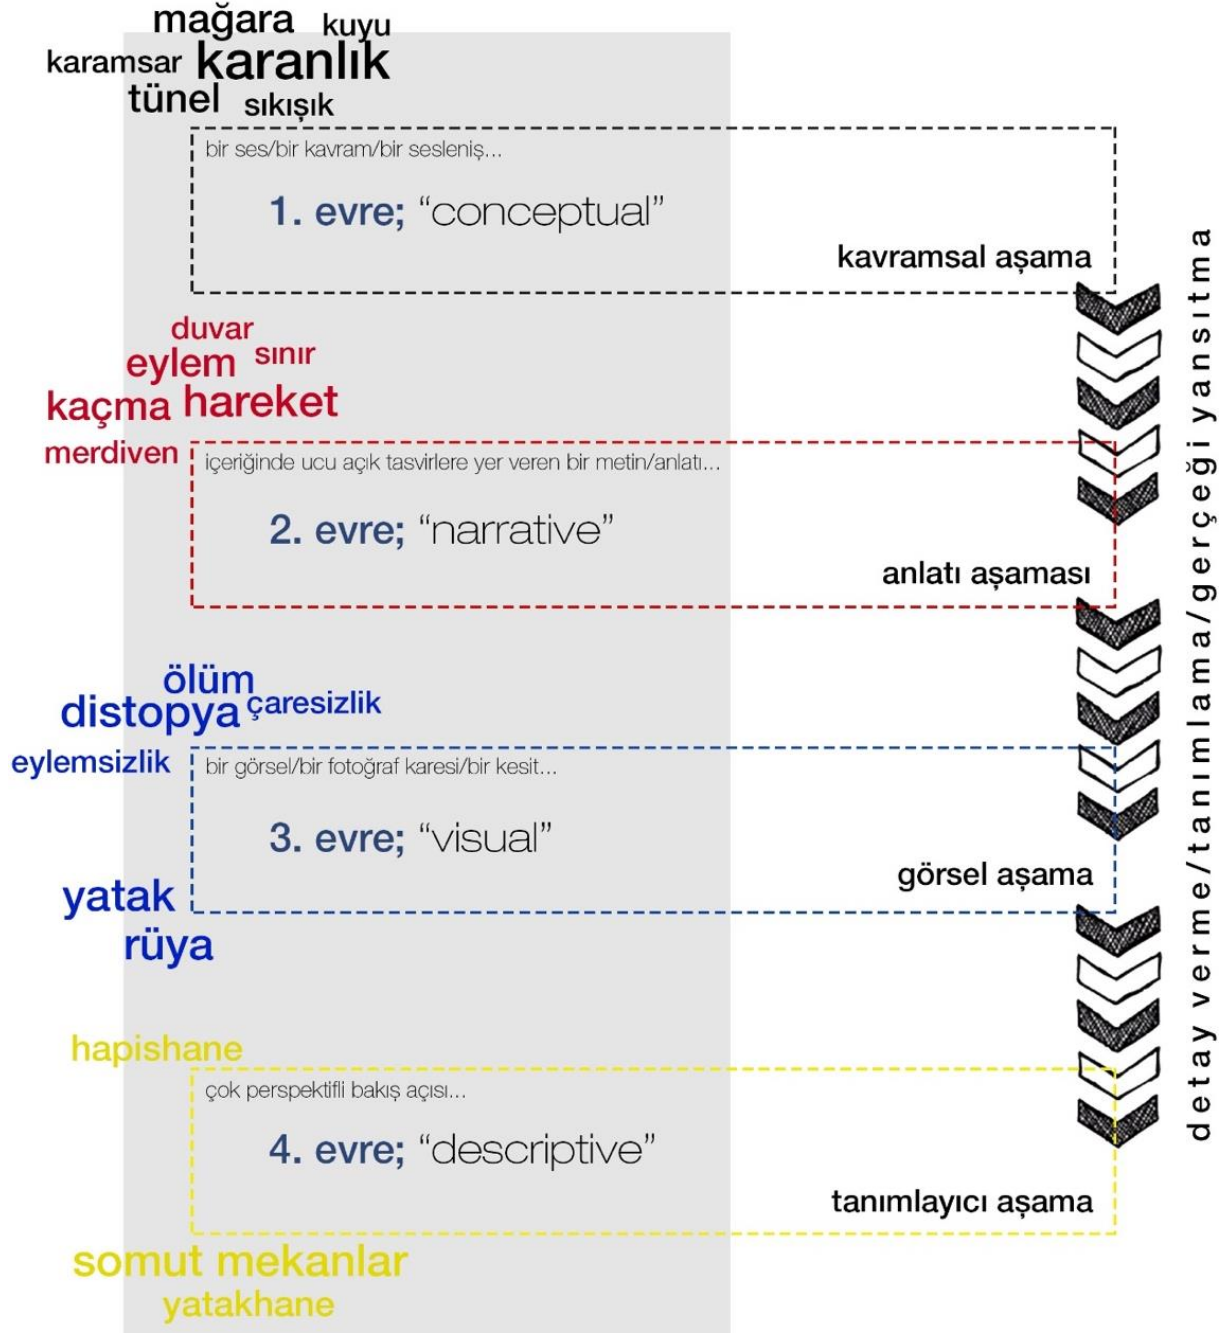 mağara kuyu
karamsar karanlık
tünel sıkışık
bir ses/bir kavram/bir sesleniş...
1. evre; “conceptual”
kavramsal aşama
duvar
eylem sınır
kaçma hareket
merdiven
içeriğinde ucu açık tasvirlere yer veren bir metin/anlatı...
2. evre; “narrative”
anlatı aşaması
ölüm
distopya çaresizlik
eylemsizlik
bir görsel/bir fotoğraf karesi/bir kesit...
3. evre; “visual”
görsel aşama
yatak
rüya
hapishane
çok perspektifli bakış açısı...
4. evre; “descriptive”
tanımlayıcı aşama
somut mekanlar
yatakhane
detay verme/tanımlama/gerçeği yansıtma